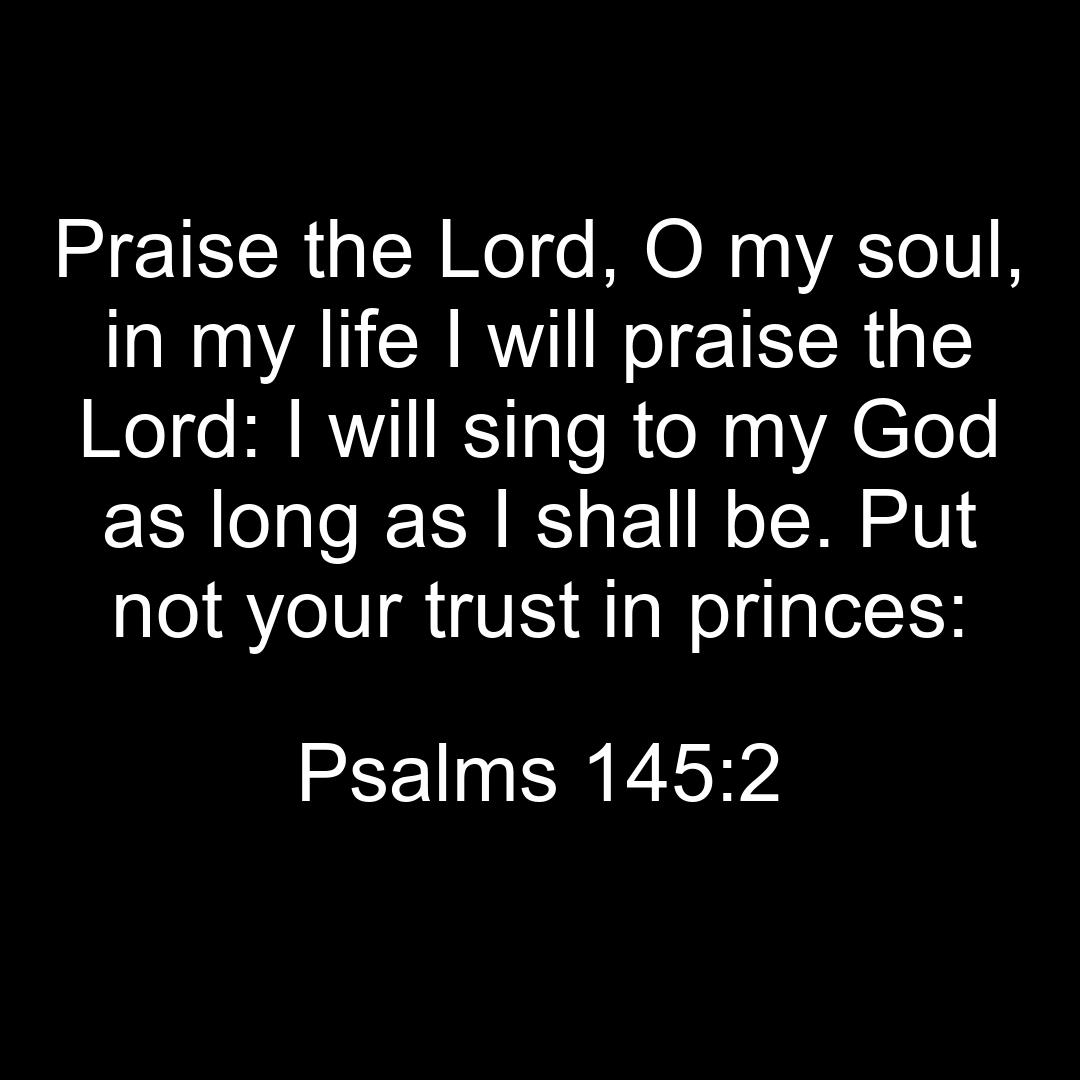 Praise the Lord, O my soul,
in my life I will praise the
Lord: I will sing to my God
as long as I shall be. Put
not your trust in princes:
Psalms 145:2